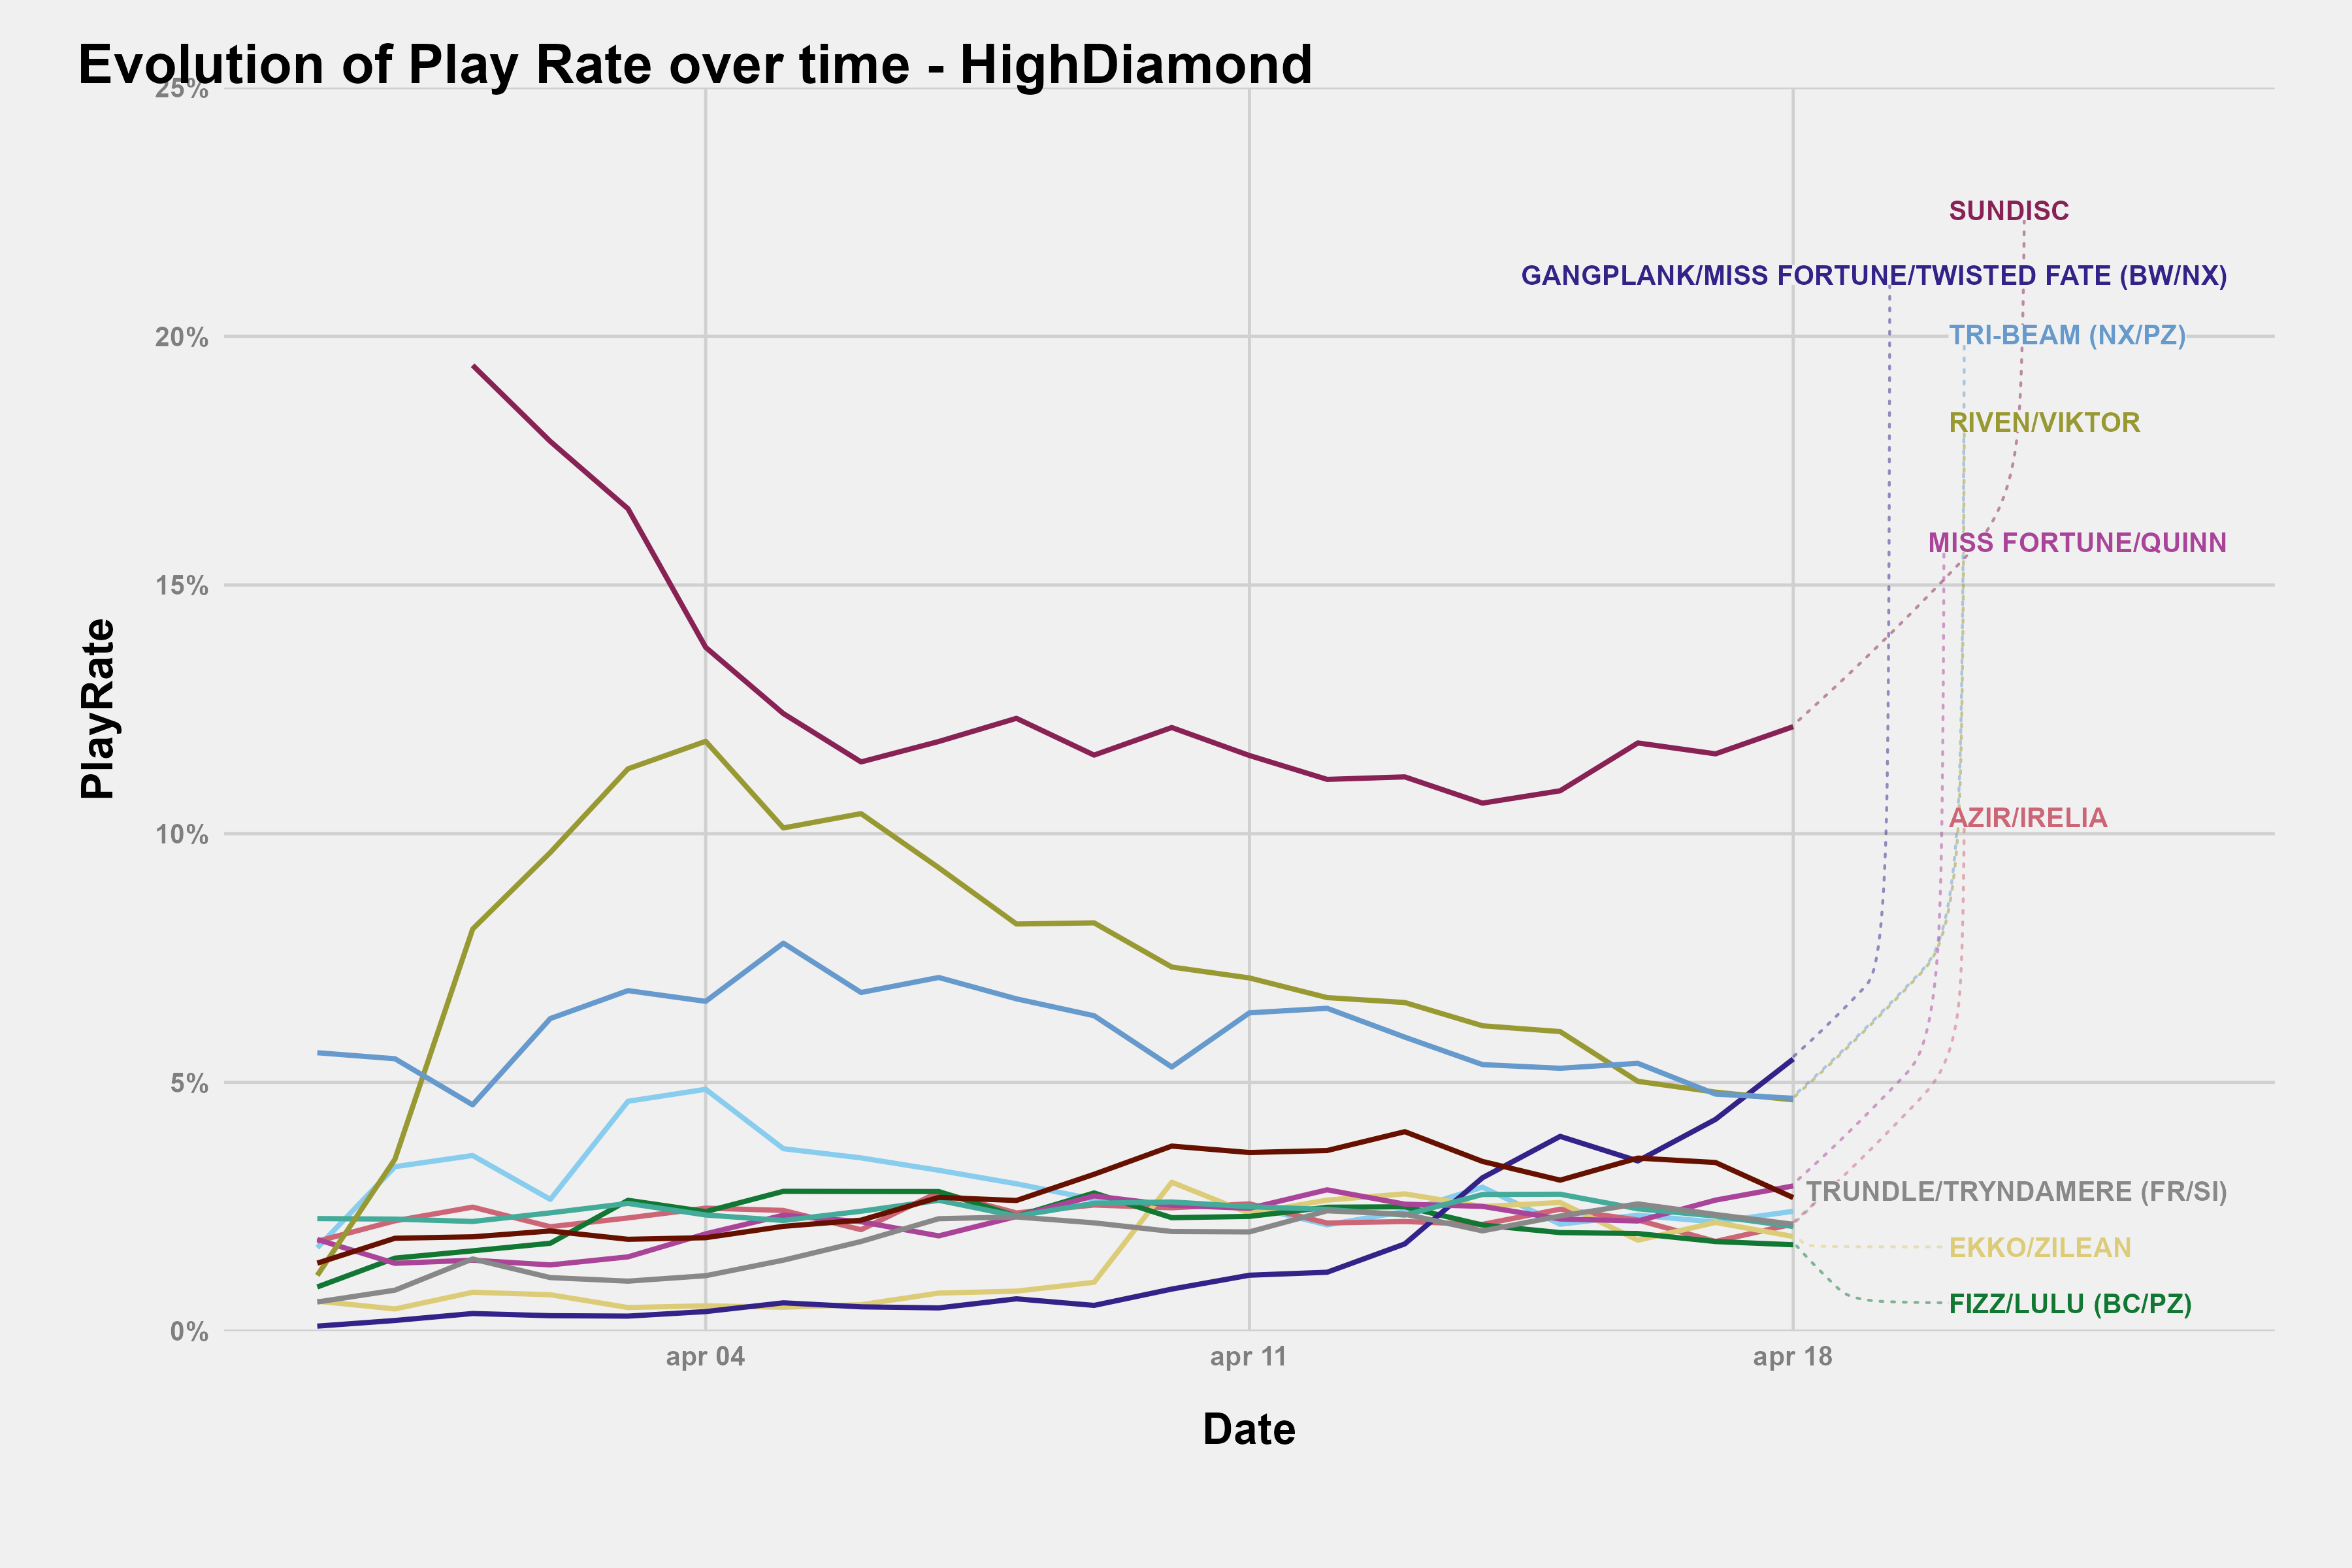 Evolution of Play Rate over time - HighDiamond
25%
SUNDISC
GANGPLANK/MISS FORTUNE/TWISTED FATE (BW/NX)
20%
TRI-BEAM (NX/PZ)
RIVEN/VIKTOR
MISS FORTUNE/QUINN
15%
PlayRate
10%
AZIR/IRELIA
5%
TRUNDLE/TRYNDAMERE (FR/SI)
EKKO/ZILEAN
FIZZ/LULU (BC/PZ)
0%
apr 04
apr 11
apr 18
Date